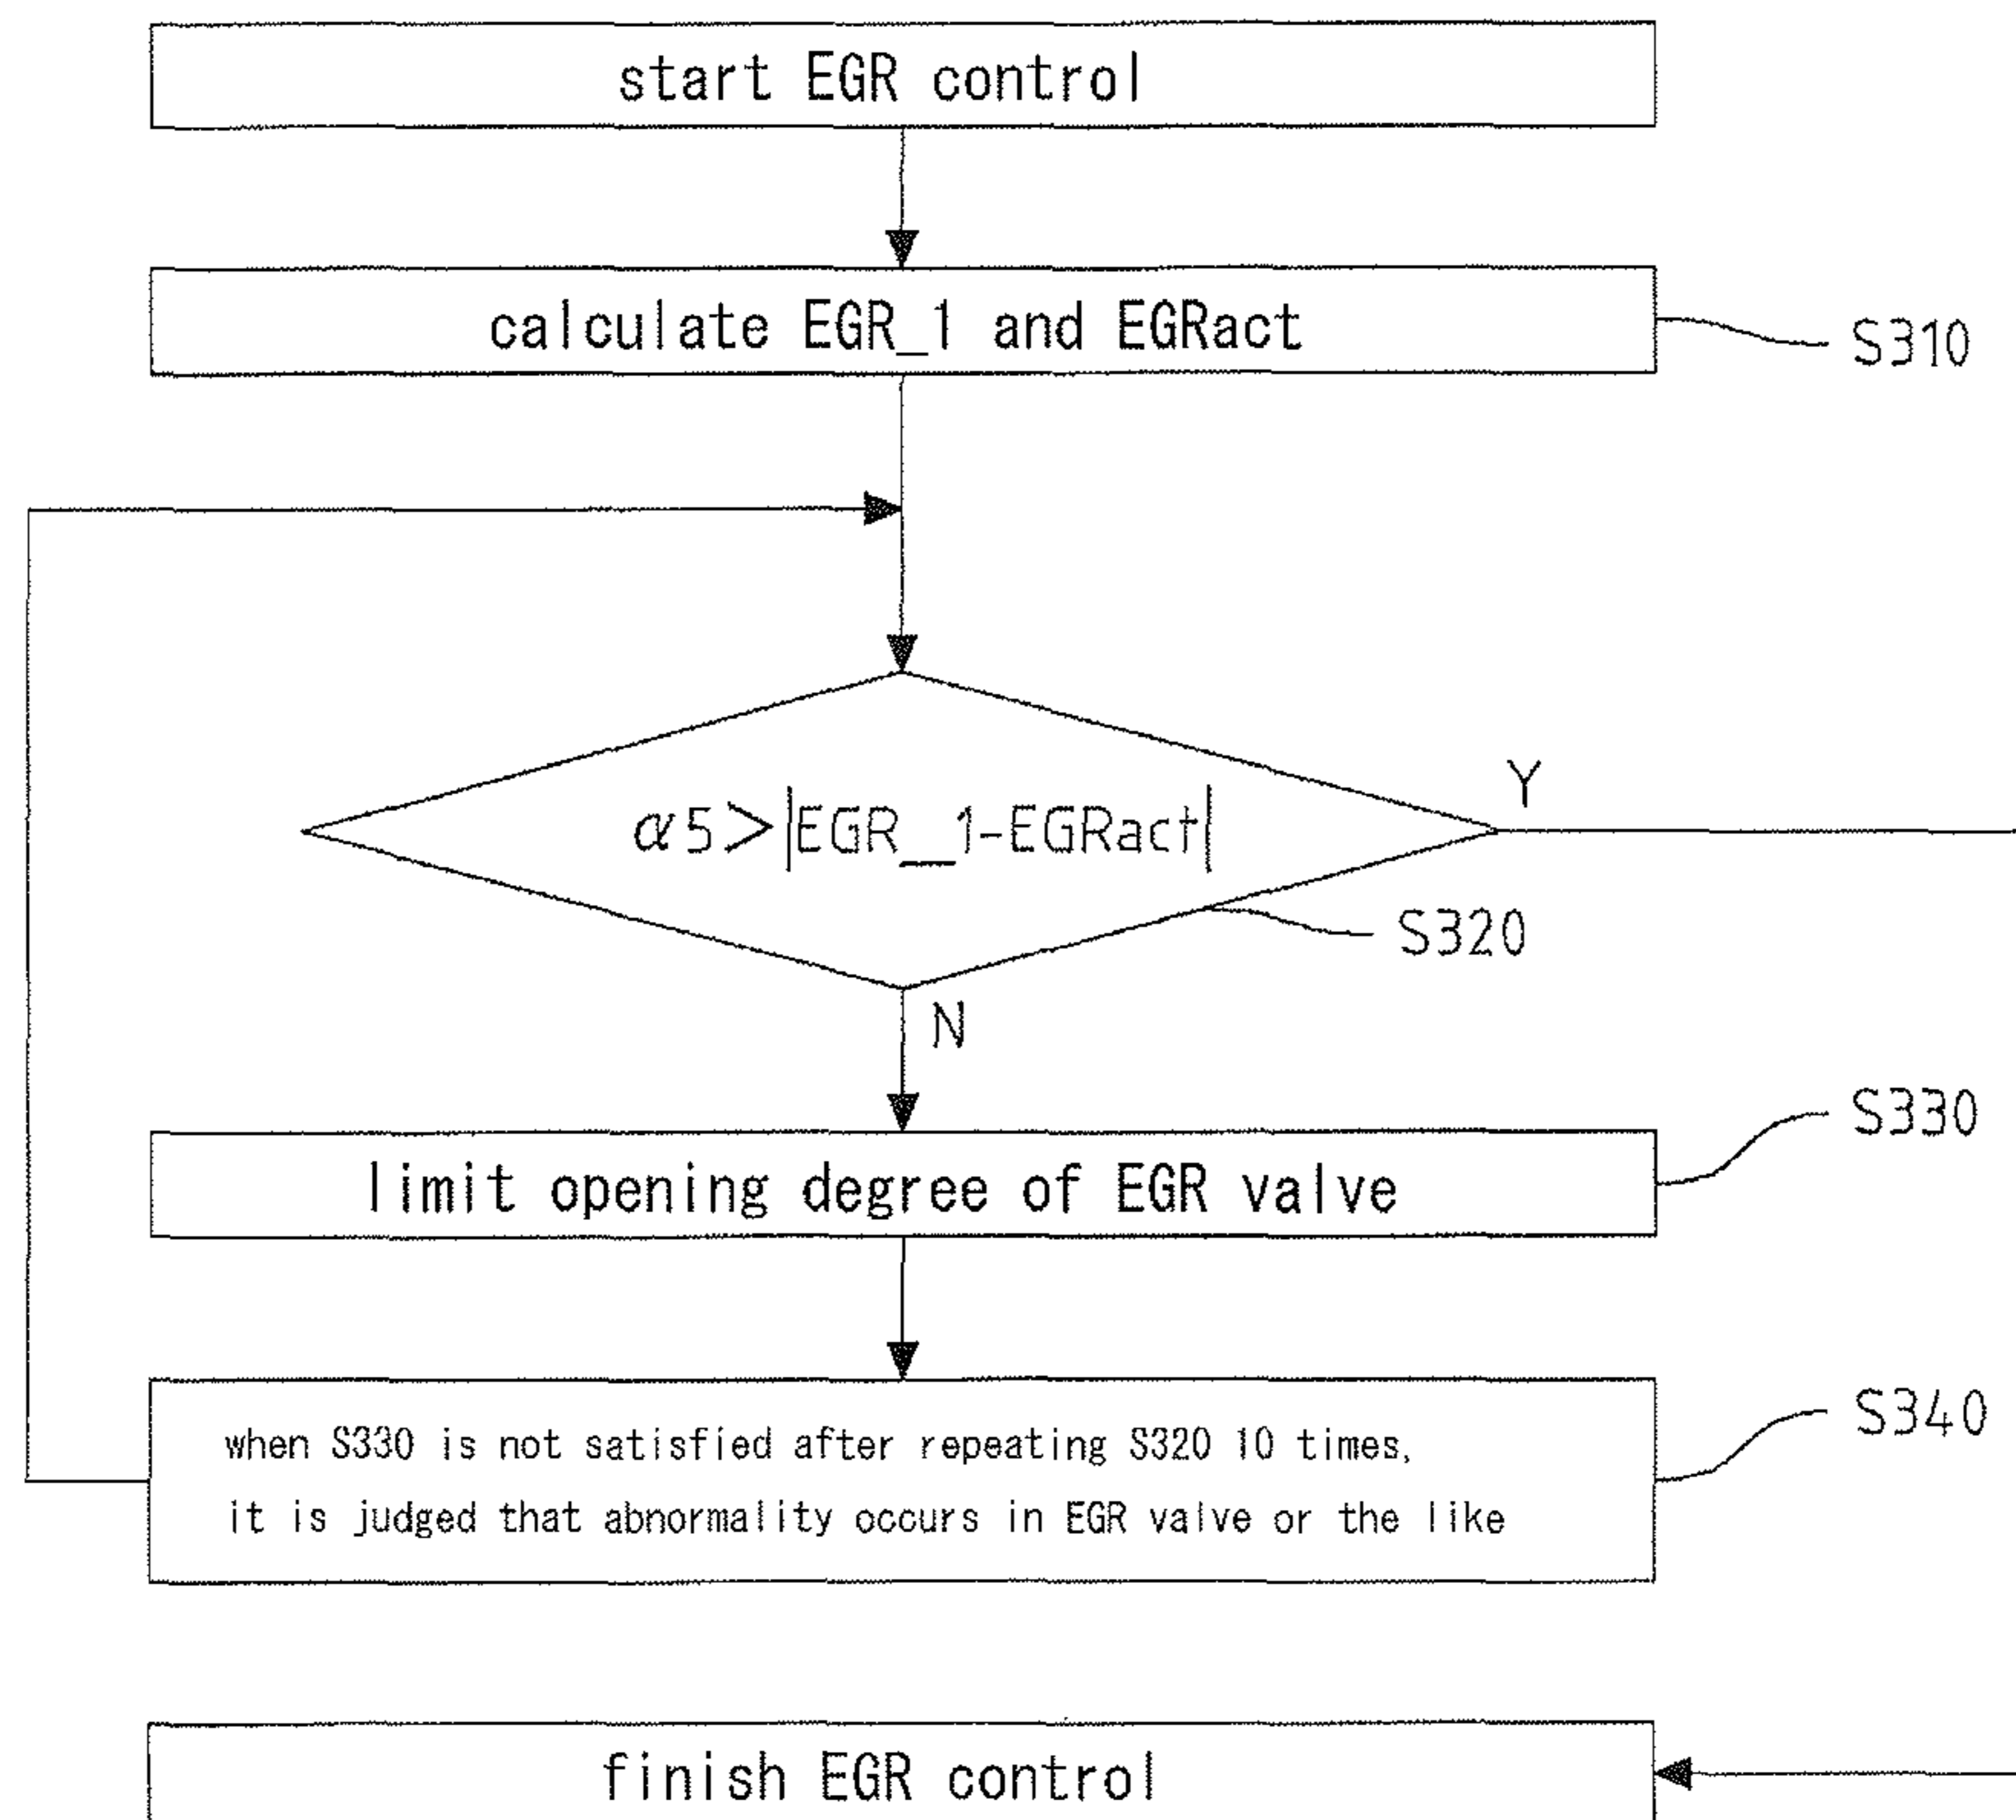 start EGR control
calculate EGR_1 and EGRact
S310
α5>|EGR_1-EGRact|
Y
S320
N
S330
limit opening degree of EGR valve
S340
when S330 is not satisfied after repeating S320 10 times,
it is judged that abnormality occurs in EGR valve or the like
finish EGR control